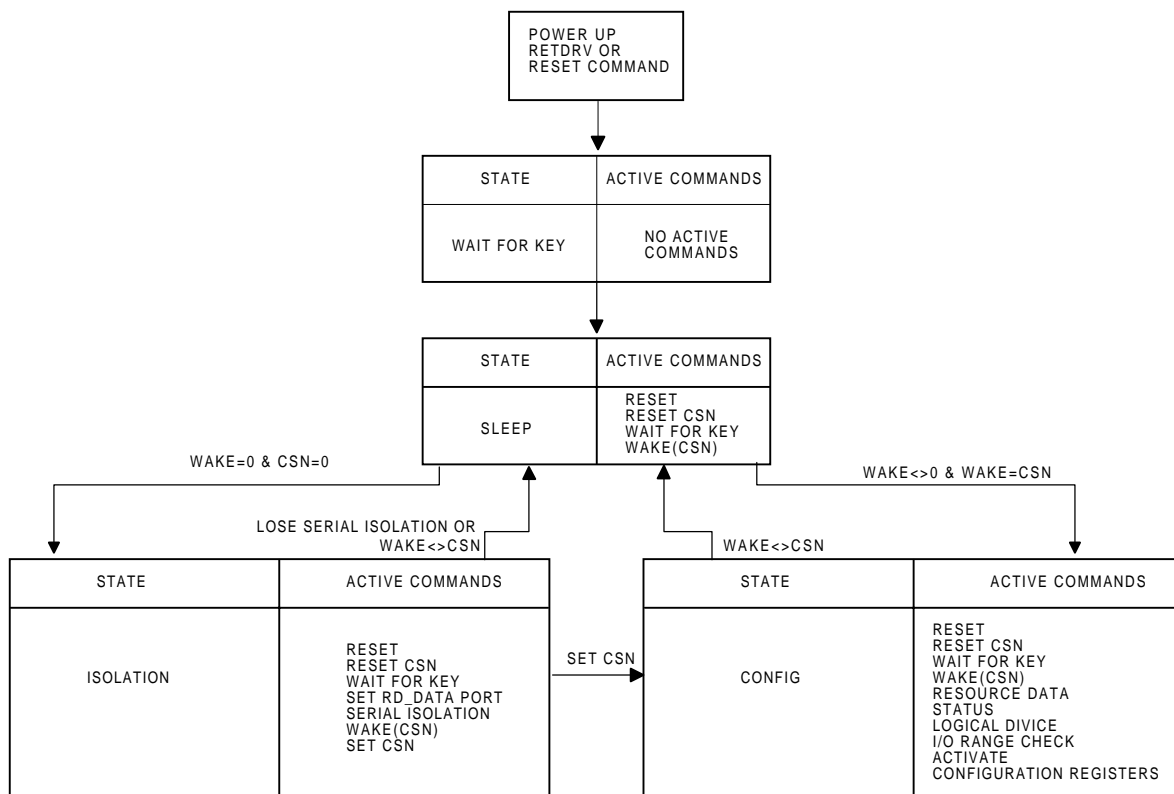 POWER UP
RETDRV OR
RESET COMMAND
STATE
ACTIVE COMMANDS
WAIT FOR KEY
NO ACTIVE
COMMANDS
STATE
ACTIVE COMMANDS
SLEEP
RESET
RESET CSN
WAIT FOR KEY
WAKE(CSN)
WAKE=0 & CSN=0
WAKE<>0 & WAKE=CSN
LOSE SERIAL ISOLATION OR
WAKE<>CSN
WAKE<>CSN
STATE
ACTIVE COMMANDS
ISOLATION
RESET
RESET CSN
WAIT FOR KEY
SET RD_DATA PORT
SERIAL ISOLATION
WAKE(CSN)
SET CSN
SET CSN
STATE
ACTIVE COMMANDS
CONFIG
RESET
RESET CSN
WAIT FOR KEY
WAKE(CSN)
RESOURCE DATA
STATUS
LOGICAL DIVICE
I/O RANGE CHECK
ACTIVATE
CONFIGURATION REGISTERS